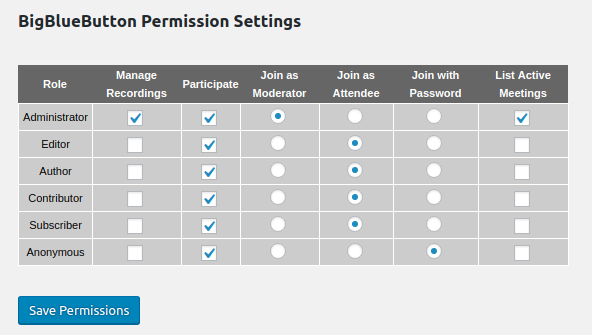 BigBlueButton Permission Settings
Role Manage Recordings Participate Join as Moderator Join as Attendee Join with Password List Active Meetings
Administrator
Editor
Author
Contributor
Subscriber
Anonymous
Save Permissions